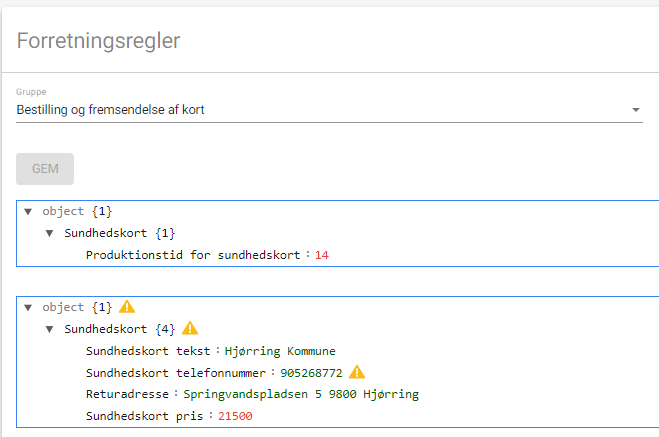 Forretningsregler
Gruppe
Bestilling og fremsendelse af kort
GEM
object {1}
Sundhedskort {1}
Produktionstid for sundhedskort : 14
object {1}
Sundhedskort {4}
Sundhedskort tekst : Hjørring Kommune
Sundhedskort telefonnummer : 905268772
Returadresse : Springvandspladsen 5 9800 Hjørring
Sundhedskort pris : 21500